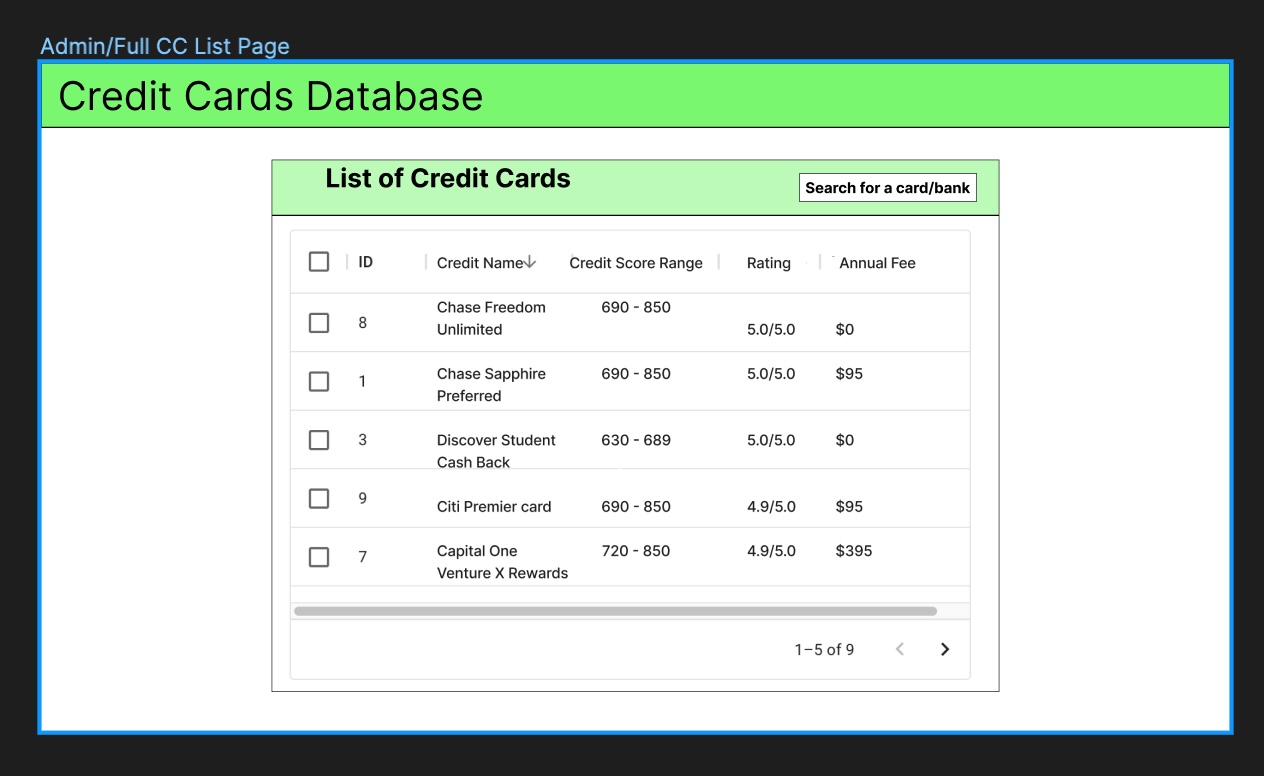 Admin/Full CC List Page
Credit Cards Database
List of Credit Cards
Search for a card/bank
ID Credit Name Credit Score Range Rating Annual Fee
8 Chase Freedom 690 - 850
Unlimited 5.0/5.0 $0
1 Chase Sapphire 690 - 850 5.0/5.0 $95
Preferred
3 Discover Student 630 - 689 5.0/5.0 $0
Cash Back
9 Citi Premier card 690 - 850 4.9/5.0 $95
7 Capital One 720 - 850 4.9/5.0 $395
Venture X Rewards
1–5 of 9